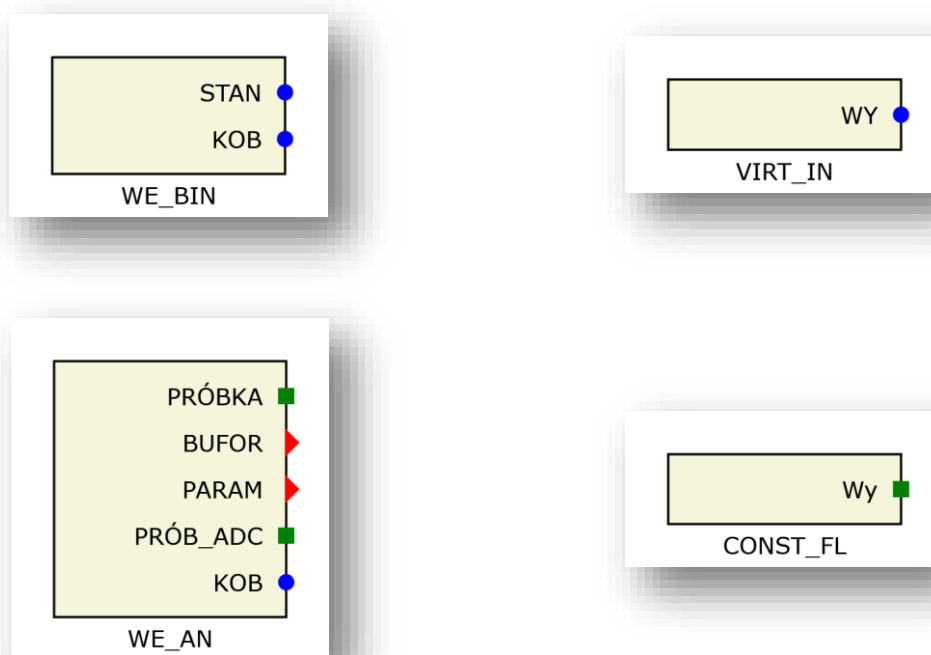 STAN
KOB
WE_BIN
WY
VIRT_IN
PRÓBKA
BUFOR
PARAM
PRÓB_ADC
KOB
WE_AN
Wy
CONST_FL